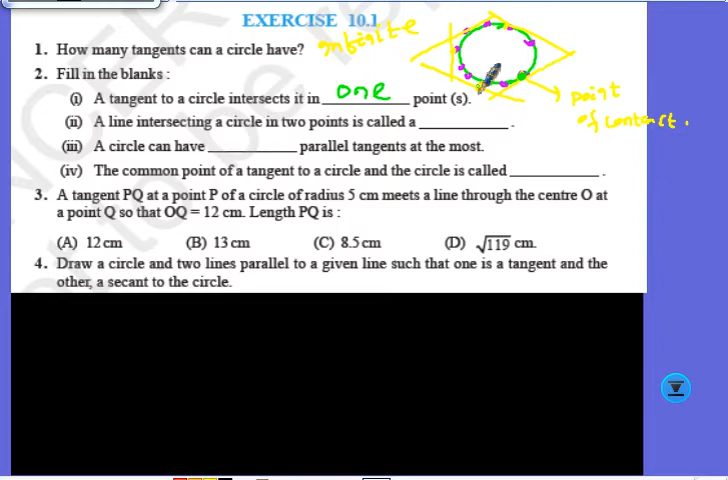 EXERCISE 10.1
1. How many tangents can a circle have? Infinite
2. Fill in the blanks :
(i) A tangent to a circle intersects it in one point (s).
(ii) A line intersecting a circle in two points is called a .
(iii) A circle can have parallel tangents at the most.
(iv) The common point of a tangent to a circle and the circle is called .
point
of contact.
3. A tangent PQ at a point P of a circle of radius 5 cm meets a line through the centre O at
a point Q so that OQ = 12 cm. Length PQ is :
(A) 12 cm (B) 13 cm (C) 8.5 cm (D) √119 cm.
4. Draw a circle and two lines parallel to a given line such that one is a tangent and the
other, a secant to the circle.